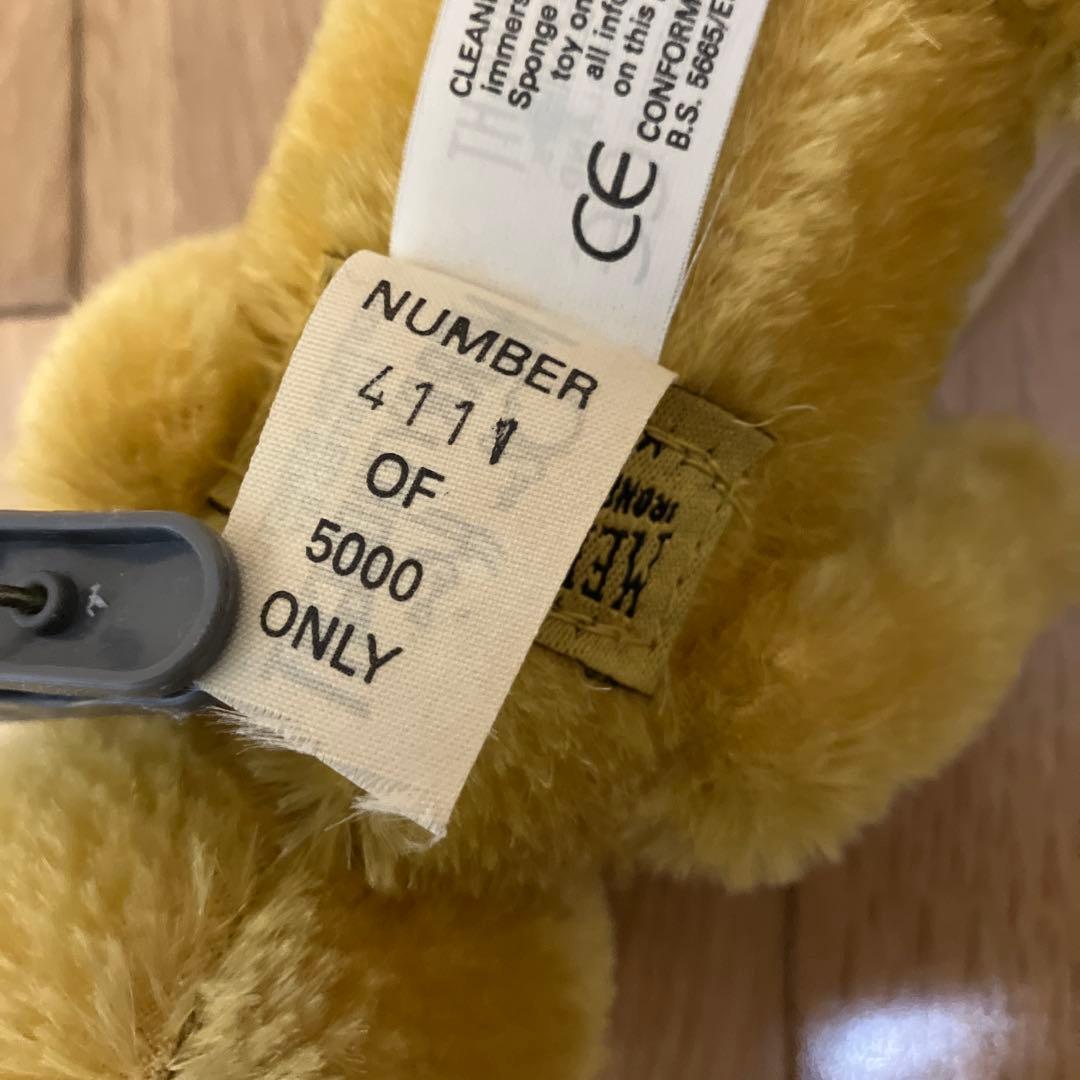 CLEAN
immers
Sponge
toy on
all info
on this
CONFORM
B.S. 5665/E
CE
NUMBER
4111
OF
5000
ONLY